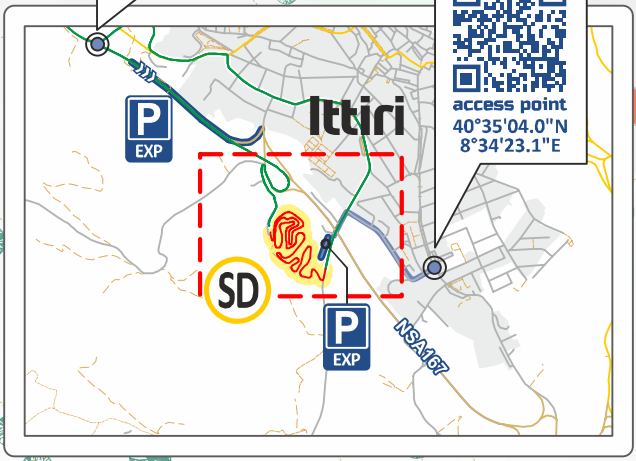 access point
40°35'04.0"N
8°34'23.1"E
Ittiri
P
EXP
SD
P
EXP
NSA167